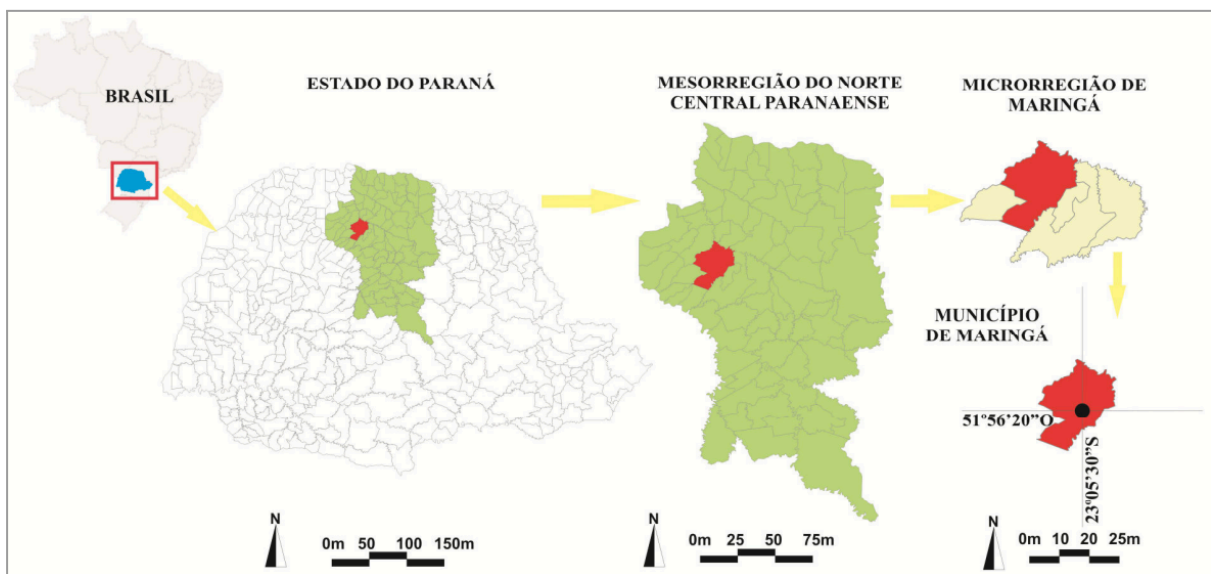 BRASIL
ESTADO DO PARANÁ
MESORREGIÃO DO NORTE
CENTRAL PARANAENSE
MICRORREGIÃO DE
MARINGÁ
MUNICÍPIO
DE MARINGÁ
51º56’20”O
23º05’30”S
N
0m 50 100 150m
N
0m 25 50 75m
N
0m 10 20 25m